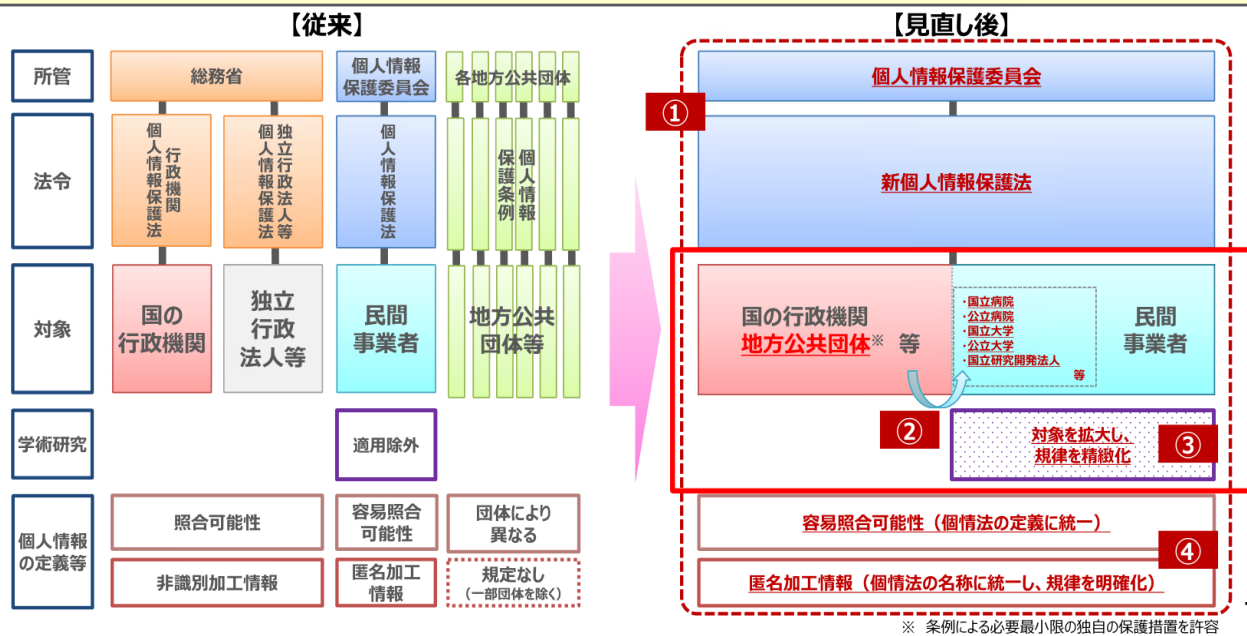 【従来】
【見直し後】
所管
総務省
個人情報
保護委員会
各地方公共団体
個人情報保護委員会
①
法令
行政機関
個人情報保護法
独立行政法人等
個人情報保護法
個人情報保護法
個人情報
保護条例
新個人情報保護法
対象
国の
行政機関
独立
行政
法人等
民間
事業者
地方公共
団体等
国の行政機関
地方公共団体※ 等
・国立病院
・公立病院
・国立大学
・公立大学
・国立研究開発法人
等
民間
事業者
②
学術研究
適用除外
対象を拡大し、
規律を精緻化
③
個人情報
の定義等
照合可能性
容易照合
可能性
団体により
異なる
容易照合可能性（個情法の定義に統一）
④
非識別加工情報
匿名加工
情報
規定なし
（一部団体を除く）
匿名加工情報（個情法の名称に統一し、規律を明確化）
※ 条例による必要最小限の独自の保護措置を許容